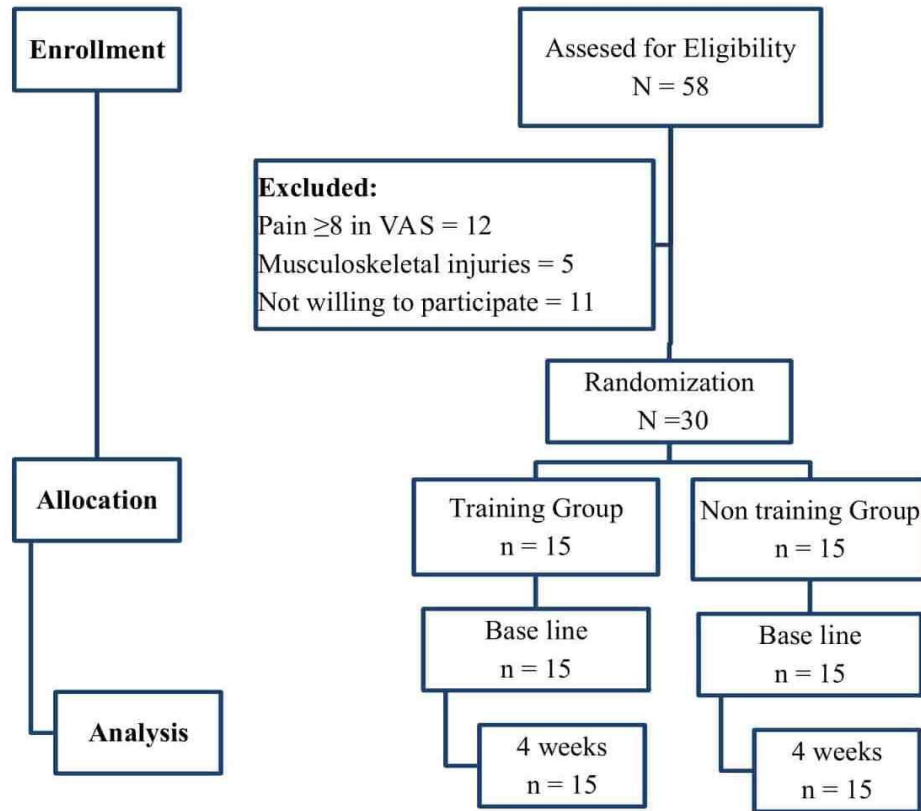 Enrollment
Assesed for Eligibility
N = 58
Excluded:
Pain ≥8 in VAS = 12
Musculoskeletal injuries = 5
Not willing to participate = 11
Randomization
N =30
Allocation
Training Group
n = 15
Non training Group
n = 15
Base line
n = 15
Base line
n = 15
Analysis
4 weeks
n = 15
4 weeks
n = 15